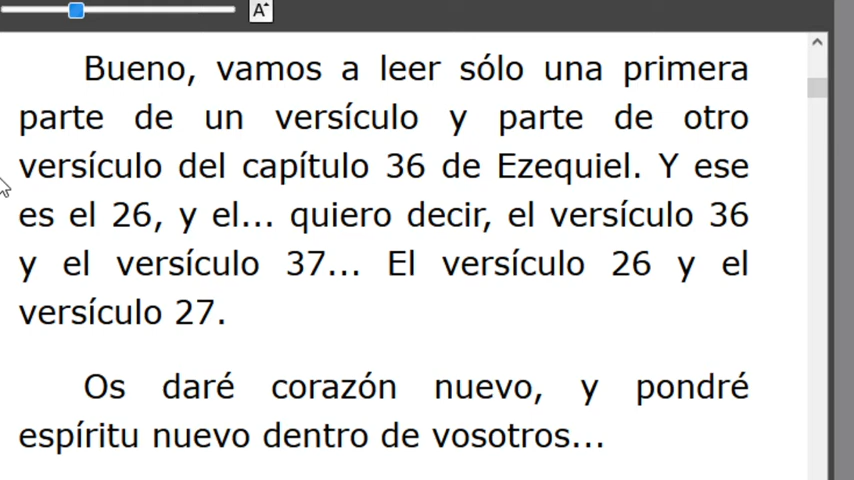 A
Bueno, vamos a leer sólo una primera
parte de un versículo y parte de otro
versículo del capítulo 36 de Ezequiel. Y ese
es el 26, y el... quiero decir, el versículo 36
y el versículo 37... El versículo 26 y el
versículo 27.
Os daré corazón nuevo, y pondré
espíritu nuevo dentro de vosotros...